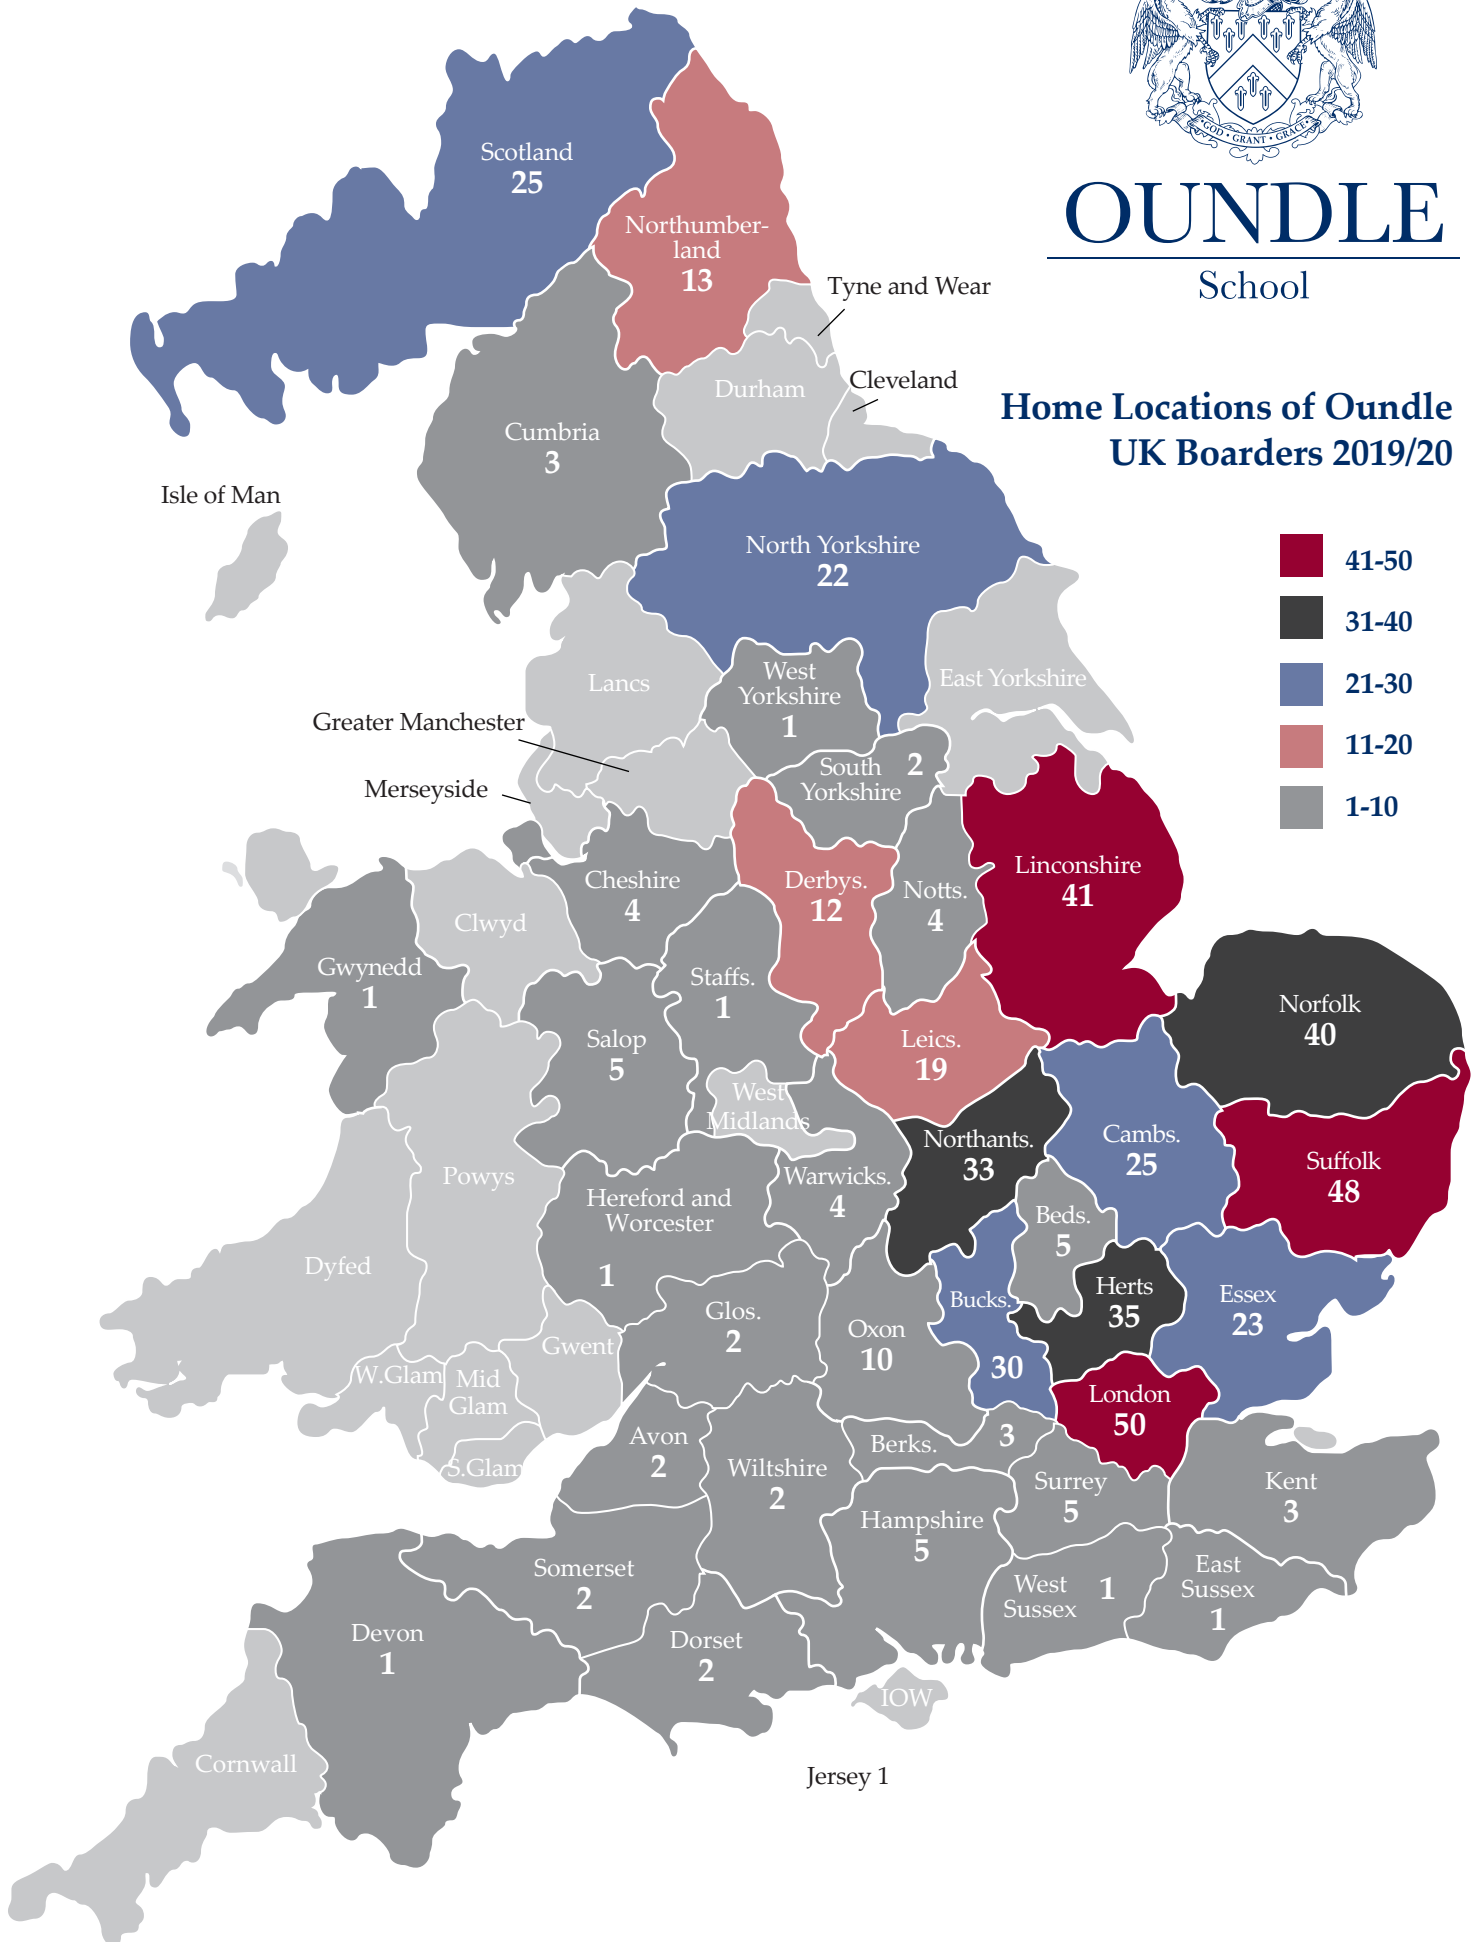 GOD • GRANT • GRACE
OUNDLE
School
Home Locations of Oundle
UK Boarders 2019/20
41-50
31-40
21-30
11-20
1-10
Scotland
25
Northumber-
land
13
Tyne and Wear
Durham
Cleveland
Cumbria
3
Isle of Man
North Yorkshire
22
Lancs
West
Yorkshire
1
East Yorkshire
Greater Manchester
Merseyside
South
Yorkshire
2
Cheshire
4
Derbys.
12
Notts.
4
Linconshire
41
Clwyd
Gwynedd
1
Staffs.
1
Salop
5
Leics.
19
Norfolk
40
West
Midlands
Northants.
33
Cambs.
25
Suffolk
48
Powys
Hereford and
Worcester
1
Warwicks.
4
Beds.
5
Dyfed
Glos.
2
Oxon
10
Bucks.
30
Herts
35
Essex
23
Gwent
W.Glam
Mid
Glam
S.Glam
London
50
Avon
2
Wiltshire
2
Berks.
3
Surrey
5
Kent
3
Hampshire
5
Somerset
2
West
Sussex
1
East
Sussex
1
Devon
1
Dorset
2
IOW
Cornwall
Jersey 1